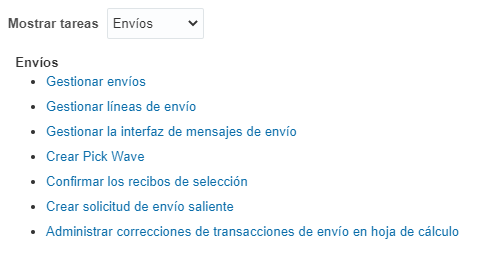 Mostrar tareas Envíos
Envíos
Gestionar envíos
Gestionar líneas de envío
Gestionar la interfaz de mensajes de envío
Crear Pick Wave
Confirmar los recibos de selección
Crear solicitud de envío saliente
Administrar correcciones de transacciones de envío en hoja de cálculo